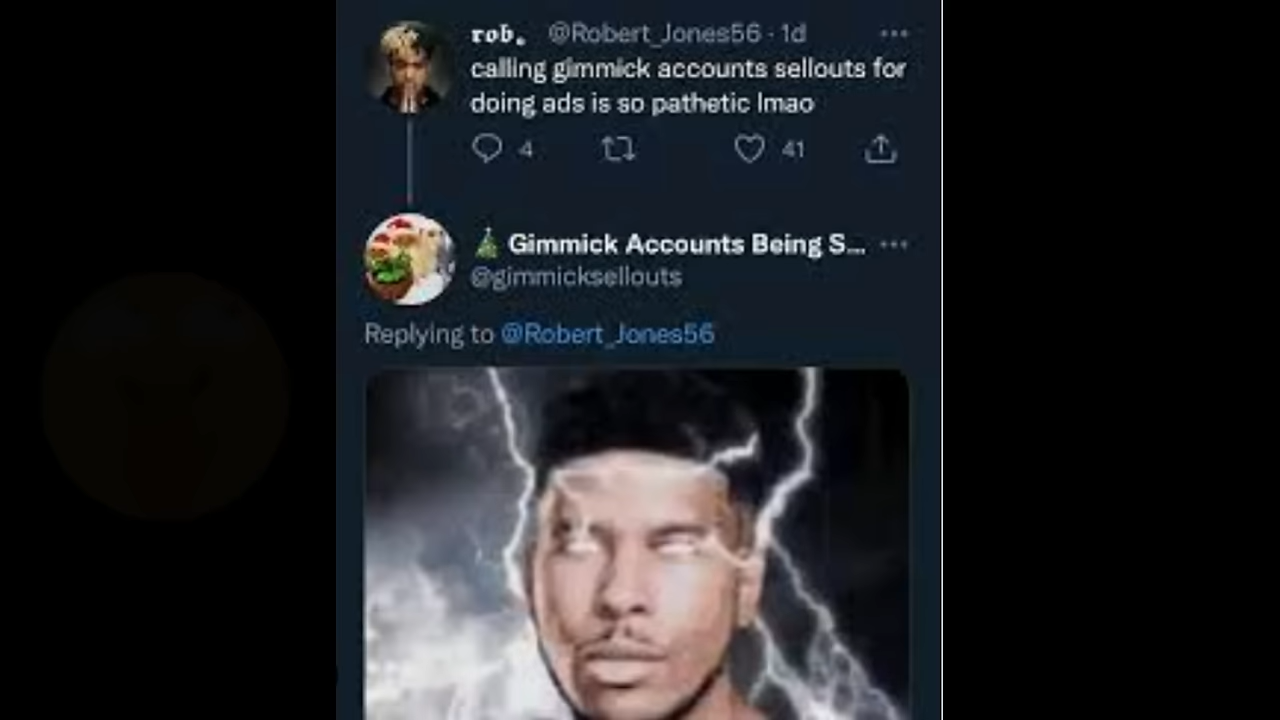 rob. @Robert_Jones56 · 1d
calling gimmick accounts sellouts for
doing ads is so pathetic lmao
4 41
🎄 Gimmick Accounts Being S...
@gimmicksellouts
Replying to @Robert_Jones56